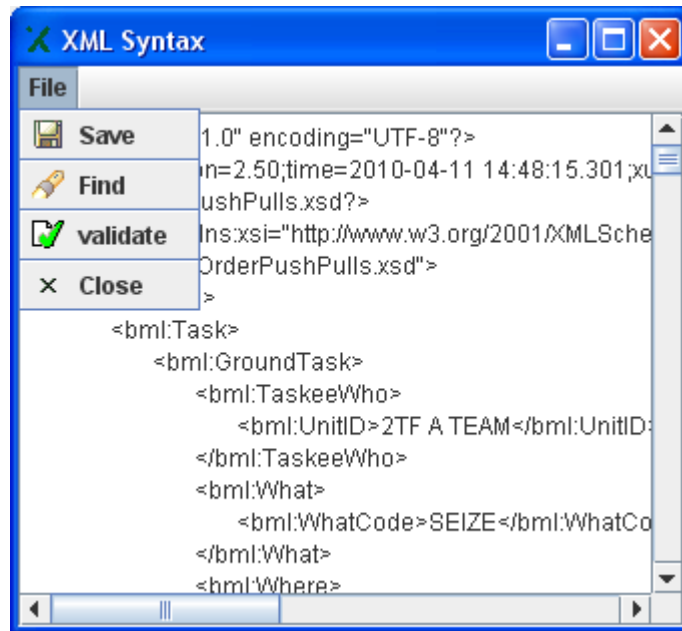 XML Syntax
File
Save
Find
validate
Close
1.0" encoding="UTF-8"?>
n=2.50;time=2010-04-11 14:48:15.301;xu
ushPulls.xsd?>
lns:xsi="http://www.w3.org/2001/XMLSche
OrderPushPulls.xsd">
>
<bml:Task>
<bml:GroundTask>
<bml:TaskeeWho>
<bml:UnitID>2TF A TEAM</bml:UnitID>
</bml:TaskeeWho>
<bml:What>
<bml:WhatCode>SEIZE</bml:WhatCo
</bml:What>
<bml:Where>